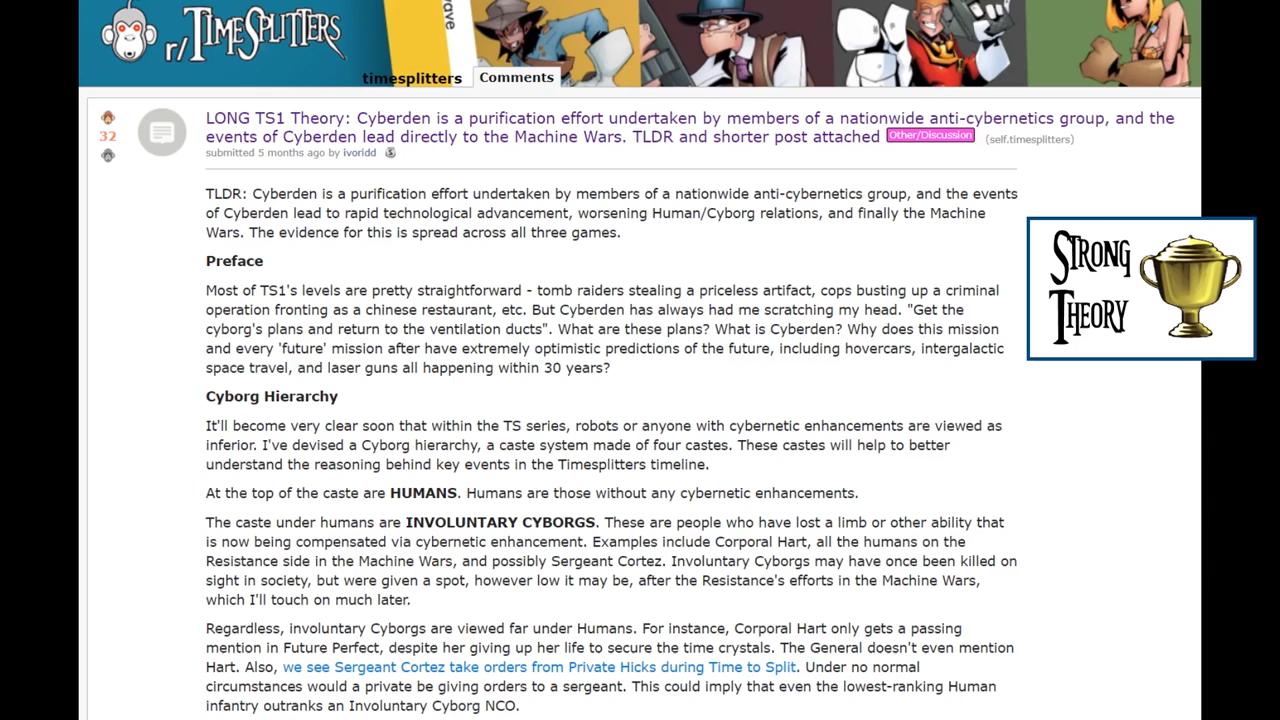 r/TIMESPLITTERS
timesplitters
Comments
32
LONG TS1 Theory: Cyberden is a purification effort undertaken by members of a nationwide anti-cybernetics group, and the
events of Cyberden lead directly to the Machine Wars. TLDR and shorter post attached Other/Discussion (self.timesplitters)
submitted 5 months ago by ivoridd
TLDR: Cyberden is a purification effort undertaken by members of a nationwide anti-cybernetics group, and the events
of Cyberden lead to rapid technological advancement, worsening Human/Cyborg relations, and finally the Machine
Wars. The evidence for this is spread across all three games.
Preface
Most of TS1's levels are pretty straightforward - tomb raiders stealing a priceless artifact, cops busting up a criminal
operation fronting as a chinese restaurant, etc. But Cyberden has always had me scratching my head. "Get the
cyborg's plans and return to the ventilation ducts". What are these plans? What is Cyberden? Why does this mission
and every 'future' mission after have extremely optimistic predictions of the future, including hovercars, intergalactic
space travel, and laser guns all happening within 30 years?
STRONG
THEORY
Cyborg Hierarchy
It'll become very clear soon that within the TS series, robots or anyone with cybernetic enhancements are viewed as
inferior. I've devised a Cyborg hierarchy, a caste system made of four castes. These castes will help to better
understand the reasoning behind key events in the Timesplitters timeline.
At the top of the caste are HUMANS. Humans are those without any cybernetic enhancements.
The caste under humans are INVOLUNTARY CYBORGS. These are people who have lost a limb or other ability that
is now being compensated via cybernetic enhancement. Examples include Corporal Hart, all the humans on the
Resistance side in the Machine Wars, and possibly Sergeant Cortez. Involuntary Cyborgs may have once been killed on
sight in society, but were given a spot, however low it may be, after the Resistance's efforts in the Machine Wars,
which I'll touch on much later.
Regardless, involuntary Cyborgs are viewed far under Humans. For instance, Corporal Hart only gets a passing
mention in Future Perfect, despite her giving up her life to secure the time crystals. The General doesn't even mention
Hart. Also, we see Sergeant Cortez take orders from Private Hicks during Time to Split. Under no normal
circumstances would a private be giving orders to a sergeant. This could imply that even the lowest-ranking Human
infantry outranks an Involuntary Cyborg NCO.